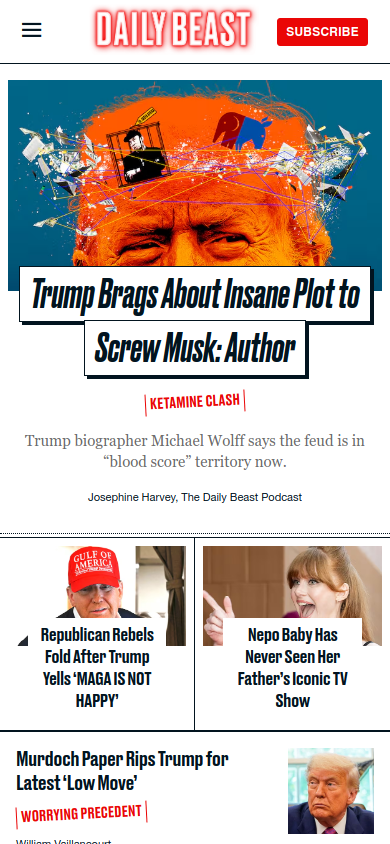 DAILY BEAST
SUBSCRIBE
Trump Brags About Insane Plot to
Screw Musk: Author
KETAMINE CLASH
Trump biographer Michael Wolff says the feud is in
“blood score” territory now.
Josephine Harvey, The Daily Beast Podcast
GULF OF
AMERICA
Republican Rebels
Fold After Trump
Yells ‘MAGA IS NOT
HAPPY’
Nepo Baby Has
Never Seen Her
Father’s Iconic TV
Show
Murdoch Paper Rips Trump for
Latest ‘Low Move’
WORRYING PRECEDENT
William Vaillancourt